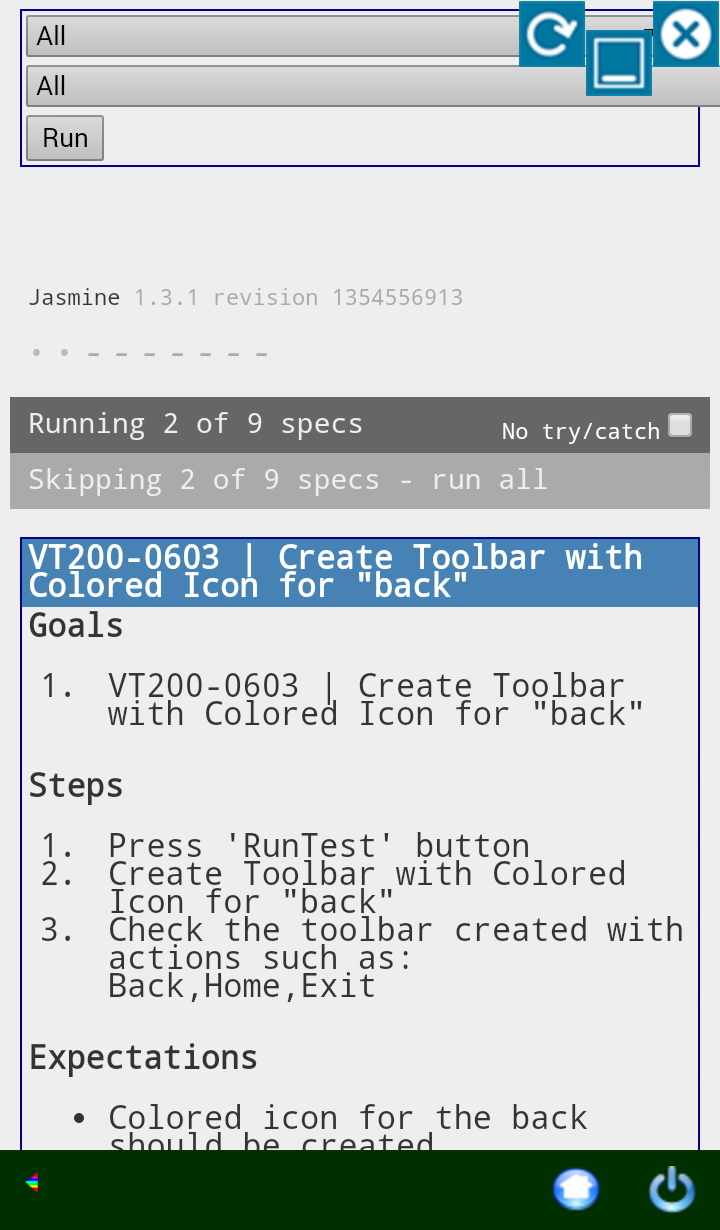 All
All
Run
Jasmine 1.3.1 revision 1354556913
Running 2 of 9 specs
No try/catch
Skipping 2 of 9 specs - run all
VT200-0603 | Create Toolbar with
Colored Icon for "back"
Goals
1. VT200-0603 | Create Toolbar
with Colored Icon for "back"
Steps
1. Press 'RunTest' button
2. Create Toolbar with Colored
Icon for "back"
3. Check the toolbar created with
actions such as:
Back,Home,Exit
Expectations
• Colored icon for the back
should be created